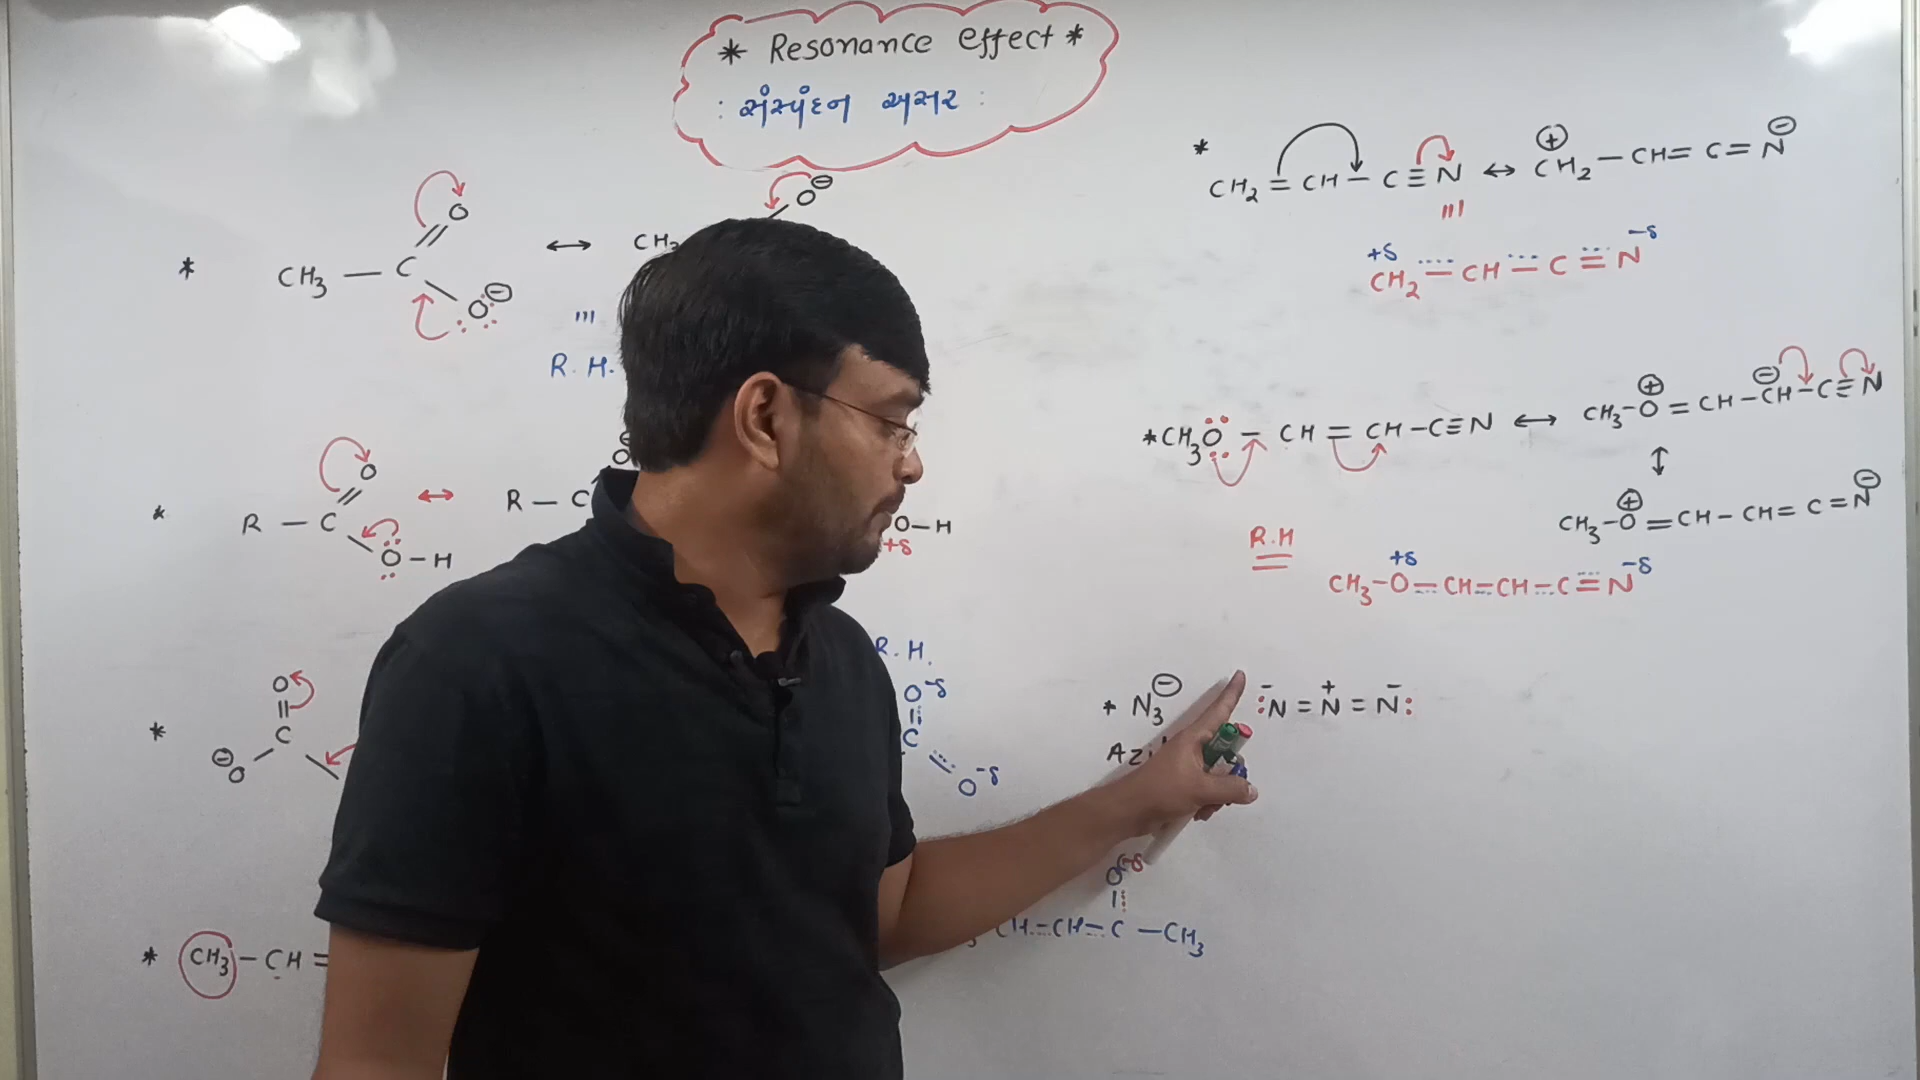 * Resonance effect *
: સંસ્પંદન અસર :
* CH₃ — C // O \ O⊖ ↔ CH₃ O⊖
≡
R. H.
* R — C // O \ O — H ↔ R — C O⊖ O — H +δ
* O = C ⊖O
R. H.
O-δ
C
O-δ
* CH₃ — CH =
CH CH C — CH₃
O -δ
* CH₂ = CH — C ≡ N ↔ ⊕CH₂ — CH = C = N⊖
≡
+δ CH₂ — CH — C ≡ N -δ
* CH₃O — CH = CH — C ≡ N ↔ CH₃ — O⊕ = CH — CH⊖ — C ≡ N
↕
CH₃ — O⊕ = CH — CH = C = N⊖
R.H
+δ -δ
CH₃ — O — CH — CH — C ≡ N
* N₃⊖ :N⁻ = N⁺ = N⁻: